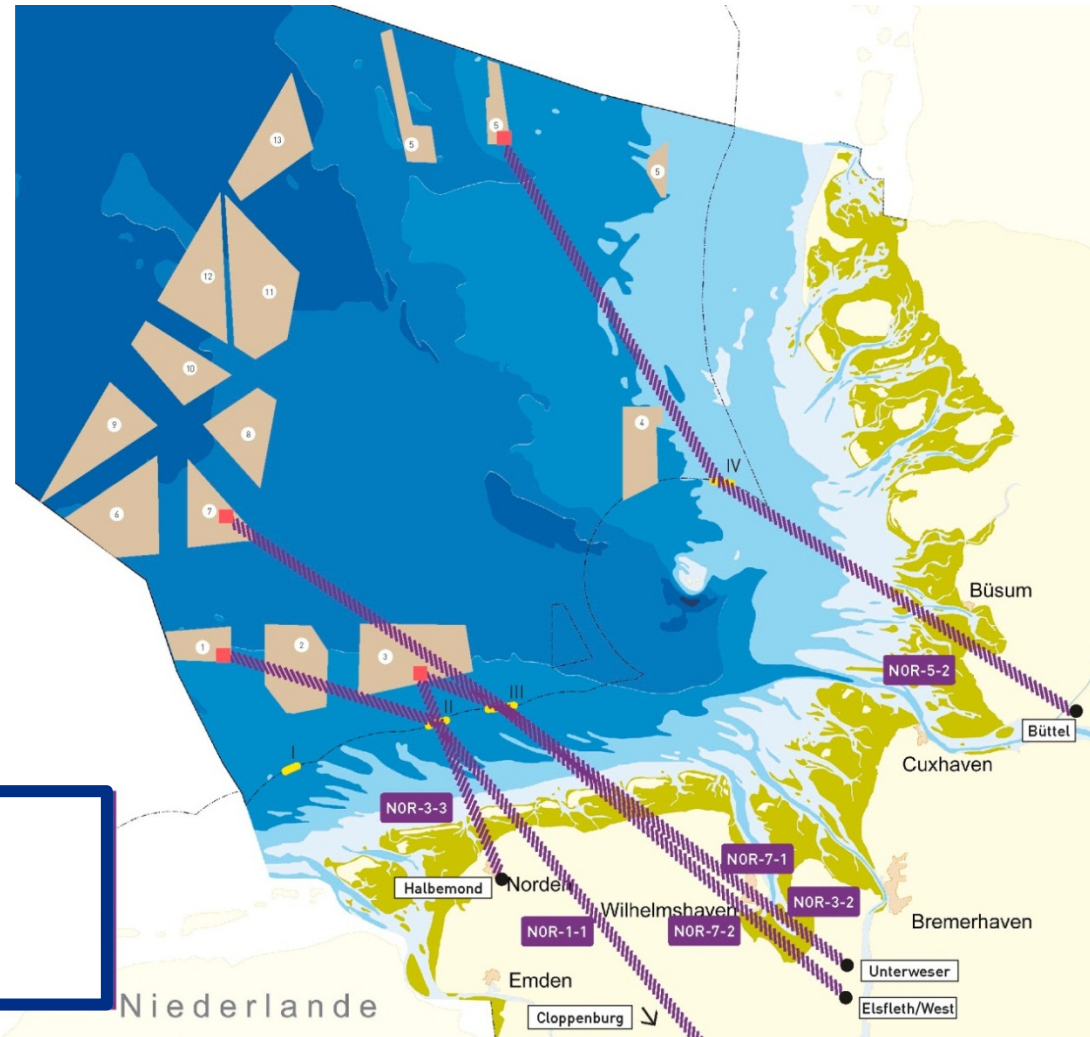 5
5
13
5
12
11
10
4
9
8
IV
6
7
Büsum
1
2
3
NOR-5-2
III
II
Büttel
I
Cuxhaven
NOR-3-3
NOR-7-1
Halbemond
Norden
NOR-3-2
Wilhelmshaven
NOR-1-1
NOR-7-2
Bremerhaven
Unterweser
Emden
Niederlande
Elsfleth/West
Cloppenburg